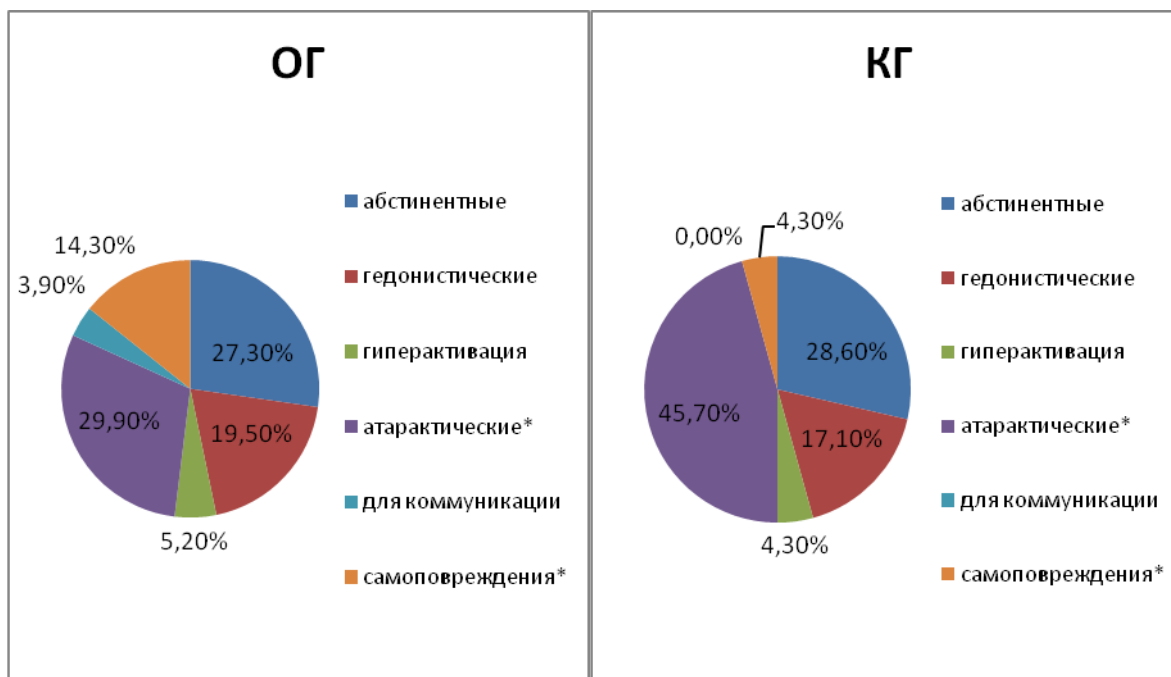 ОГ
абстинентные
гедонистические
гиперактивация
атарактические*
для коммуникации
самоповреждения*
14,30%
3,90%
27,30%
29,90%
19,50%
5,20%
КГ
абстинентные
гедонистические
гиперактивация
атарактические*
для коммуникации
самоповреждения*
4,30%
0,00%
28,60%
45,70%
17,10%
4,30%